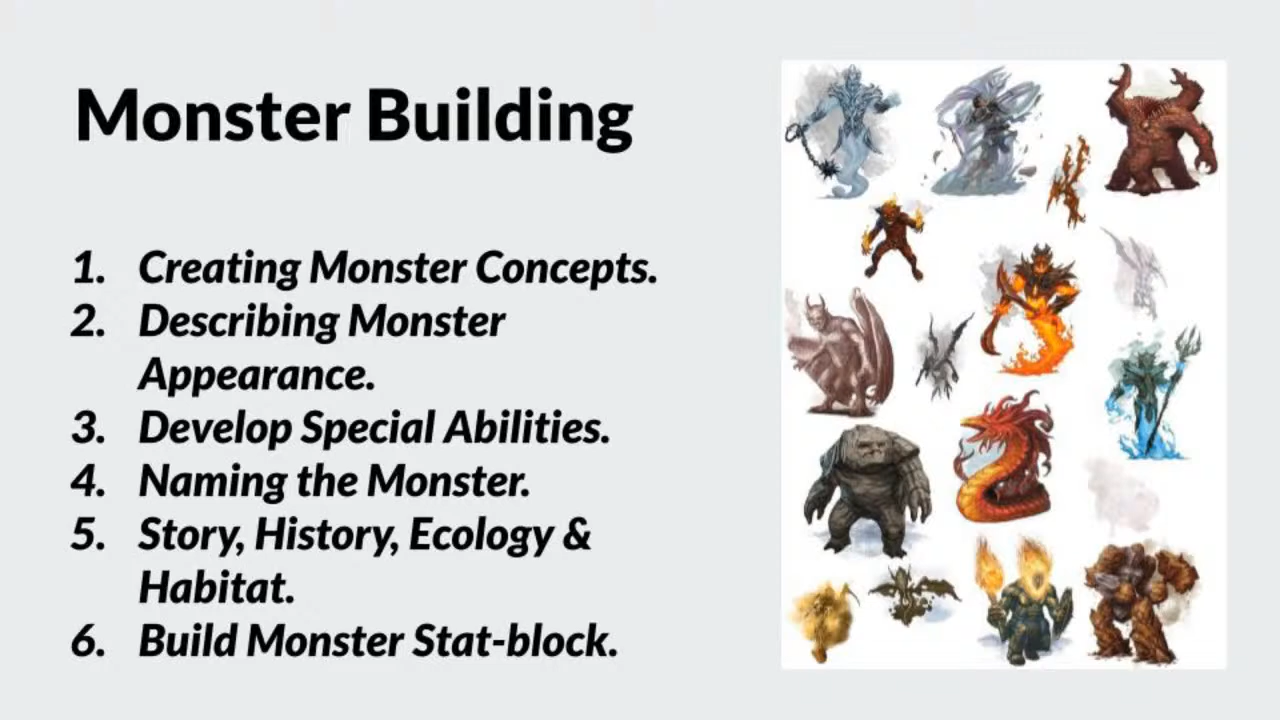 Monster Building
1. Creating Monster Concepts.
2. Describing Monster
Appearance.
3. Develop Special Abilities.
4. Naming the Monster.
5. Story, History, Ecology &
Habitat.
6. Build Monster Stat-block.